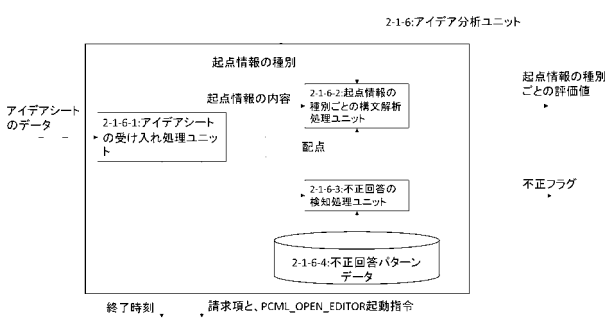 2-1-6:アイデア分析ユニット
起点情報の種別
起点情報の内容
2-1-6-2:起点情報の
種別ごとの構文解析
処理ユニット
起点情報の種別
ごとの評価値
アイデアシート
のデータ
2-1-6-1:アイデアシート
の受け入れ処理ユニッ
ト
配点
2-1-6-3:不正回答の
検知処理ユニット
不正フラグ
2-1-6-4:不正回答パターン
データ
終了時刻
請求項と、PCML_OPEN_EDITOR起動指令